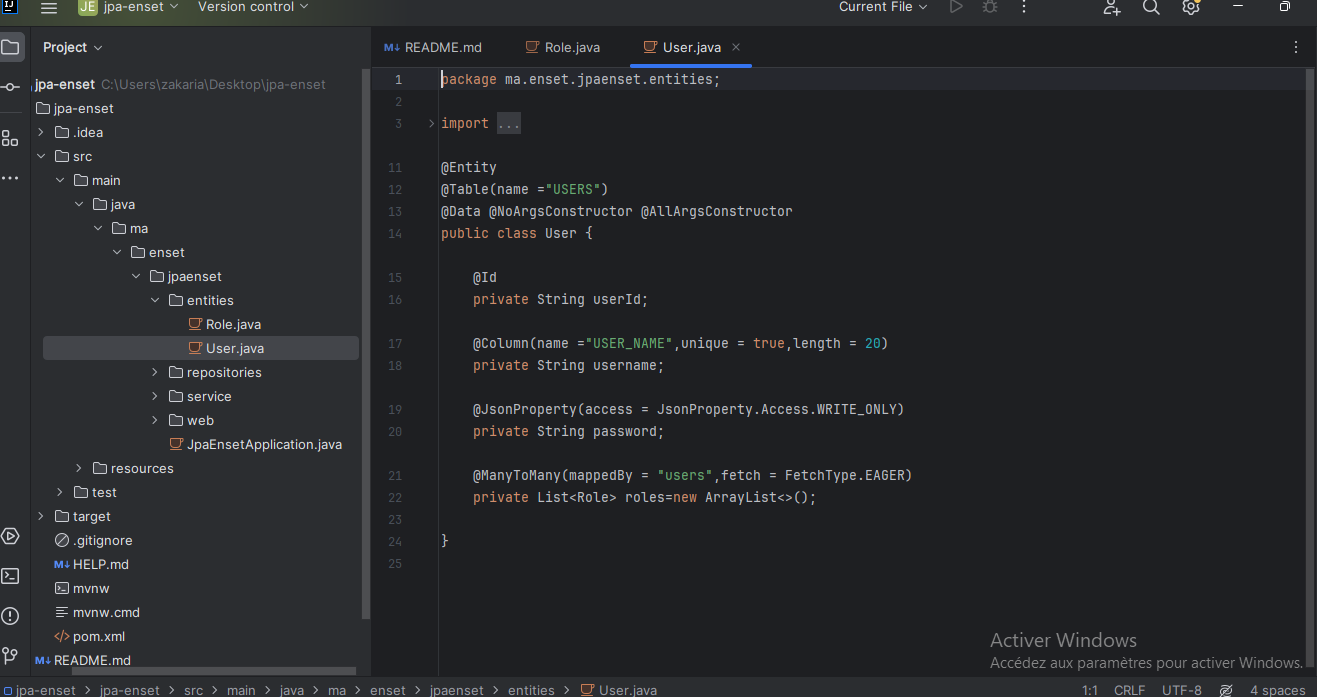 JE jpa-enset Version control Current File
Project
README.md Role.java User.java
jpa-enset C:\Users\zakaria\Desktop\jpa-enset
jpa-enset
.idea
src
main
java
ma
enset
jpaenset
entities
Role.java
User.java
repositories
service
web
JpaEnsetApplication.java
resources
test
target
.gitignore
M↓ HELP.md
mvnw
mvnw.cmd
</> pom.xml
M↓ README.md
1 package ma.enset.jpaenset.entities;
2
3 import ...
11 @Entity
12 @Table(name ="USERS")
13 @Data @NoArgsConstructor @AllArgsConstructor
14 public class User {
15 @Id
16 private String userId;
17 @Column(name ="USER_NAME",unique = true,length = 20)
18 private String username;
19 @JsonProperty(access = JsonProperty.Access.WRITE_ONLY)
20 private String password;
21 @ManyToMany(mappedBy = "users",fetch = FetchType.EAGER)
22 private List<Role> roles=new ArrayList<>();
23
24 }
25
Activer Windows
Accédez aux paramètres pour activer Windows.
jpa-enset > jpa-enset > src > main > java > ma > enset > jpaenset > entities > User.java 1:1 CRLF UTF-8 4 spaces